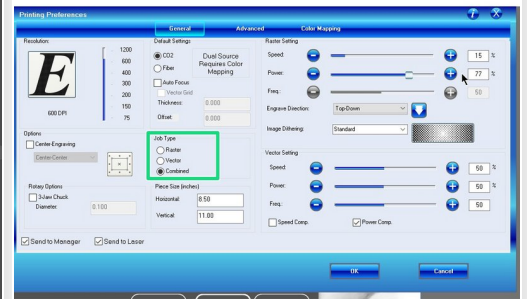 Printing Preferences
General Advanced Color Mapping
Resolution:
1200
600
400
300
200
150
75
E
600 DPI
Options
Center-Engraving
Center-Center
Rotary Options
3-Jaw Chuck
Diameter: 0.100
Default Settings
CO2
Fiber
Dual Source
Requires Color
Mapping
Auto Focus
Vector Grid
Thickness: 0.000
Offset: 0.000
Job Type
Raster
Vector
Combined
Piece Size (inches)
Horizontal: 8.50
Vertical: 11.00
Raster Setting
Speed: 15 %
Power: 77 %
Freq.: 50
Engrave Direction: Top-Down
Image Dithering: Standard
Vector Setting
Speed: 50 %
Power: 50 %
Freq.: 50
Speed Comp. Power Comp.
Send to Manager Send to Laser
OK Cancel